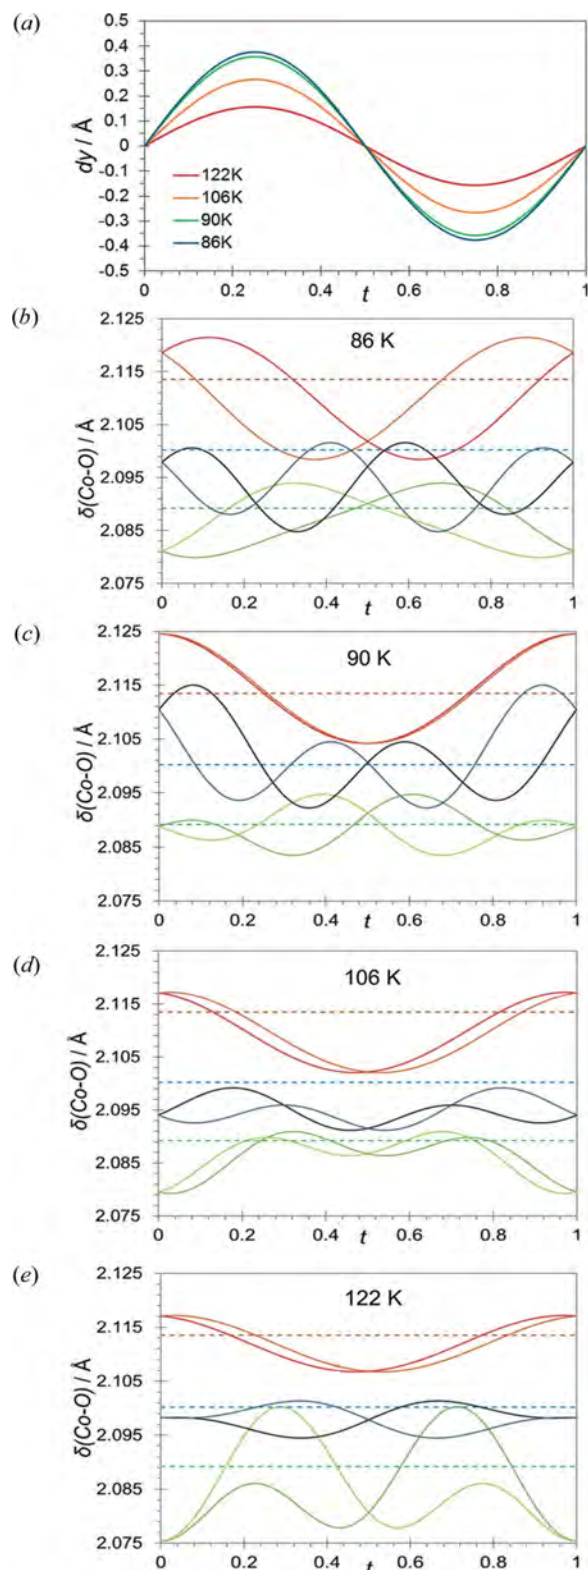 (a)
0.5
0.4
0.3
0.2
0.1
0
-0.1
-0.2
-0.3
-0.4
-0.5
dy / Å
122K
106K
90K
86K
0 0.2 0.4 0.6 0.8 1
t
(b)
86 K
2.125
2.115
2.105
2.095
2.085
2.075
δ(Co-O) / Å
0 0.2 0.4 0.6 0.8 1
t
(c)
90 K
2.125
2.115
2.105
2.095
2.085
2.075
δ(Co-O) / Å
0 0.2 0.4 0.6 0.8 1
t
(d)
106 K
2.125
2.115
2.105
2.095
2.085
2.075
δ(Co-O) / Å
0 0.2 0.4 0.6 0.8 1
t
(e)
122 K
2.125
2.115
2.105
2.095
2.085
2.075
δ(Co-O) / Å
0 0.2 0.4 0.6 0.8 1
t